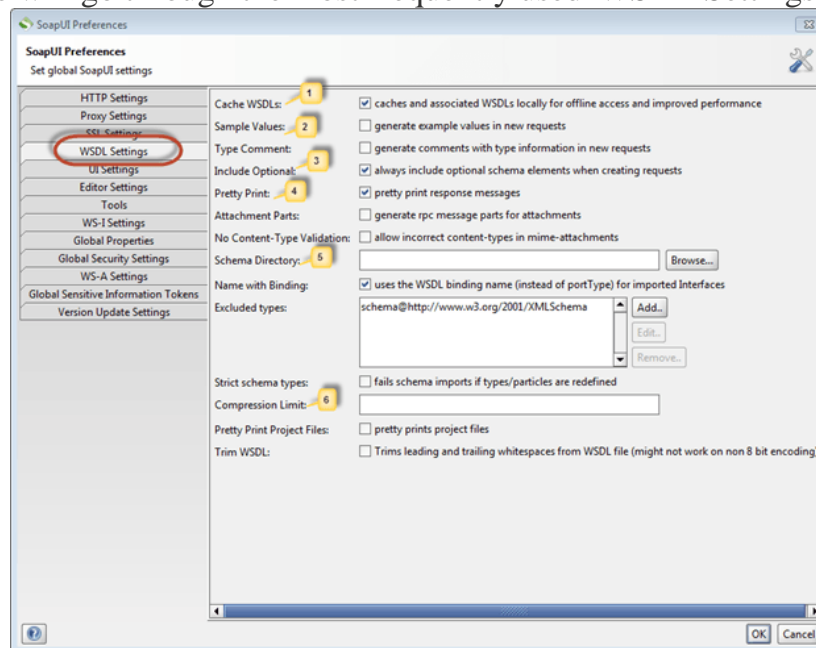 SoapUI Preferences
SoapUI Preferences
Set global SoapUI settings
HTTP Settings
Proxy Settings
SSL Settings
WSDL Settings
UI Settings
Editor Settings
Tools
WS-I Settings
Global Properties
Global Security Settings
WS-A Settings
Global Sensitive Information Tokens
Version Update Settings
Cache WSDLs: 1 caches and associated WSDLs locally for offline access and improved performance
Sample Values: 2 generate example values in new requests
Type Comment: generate comments with type information in new requests
Include Optional: 3 always include optional schema elements when creating requests
Pretty Print: 4 pretty print response messages
Attachment Parts: generate rpc message parts for attachments
No Content-Type Validation: allow incorrect content-types in mime-attachments
Schema Directory: 5 Browse...
Name with Binding: uses the WSDL binding name (instead of portType) for imported Interfaces
Excluded types: schema@http://www.w3.org/2001/XMLSchema Add..
Edit..
Remove..
Strict schema types: fails schema imports if types/particles are redefined
Compression Limit: 6
Pretty Print Project Files: pretty prints project files
Trim WSDL: Trims leading and trailing whitespaces from WSDL file (might not work on non 8 bit encoding)
OK Cancel